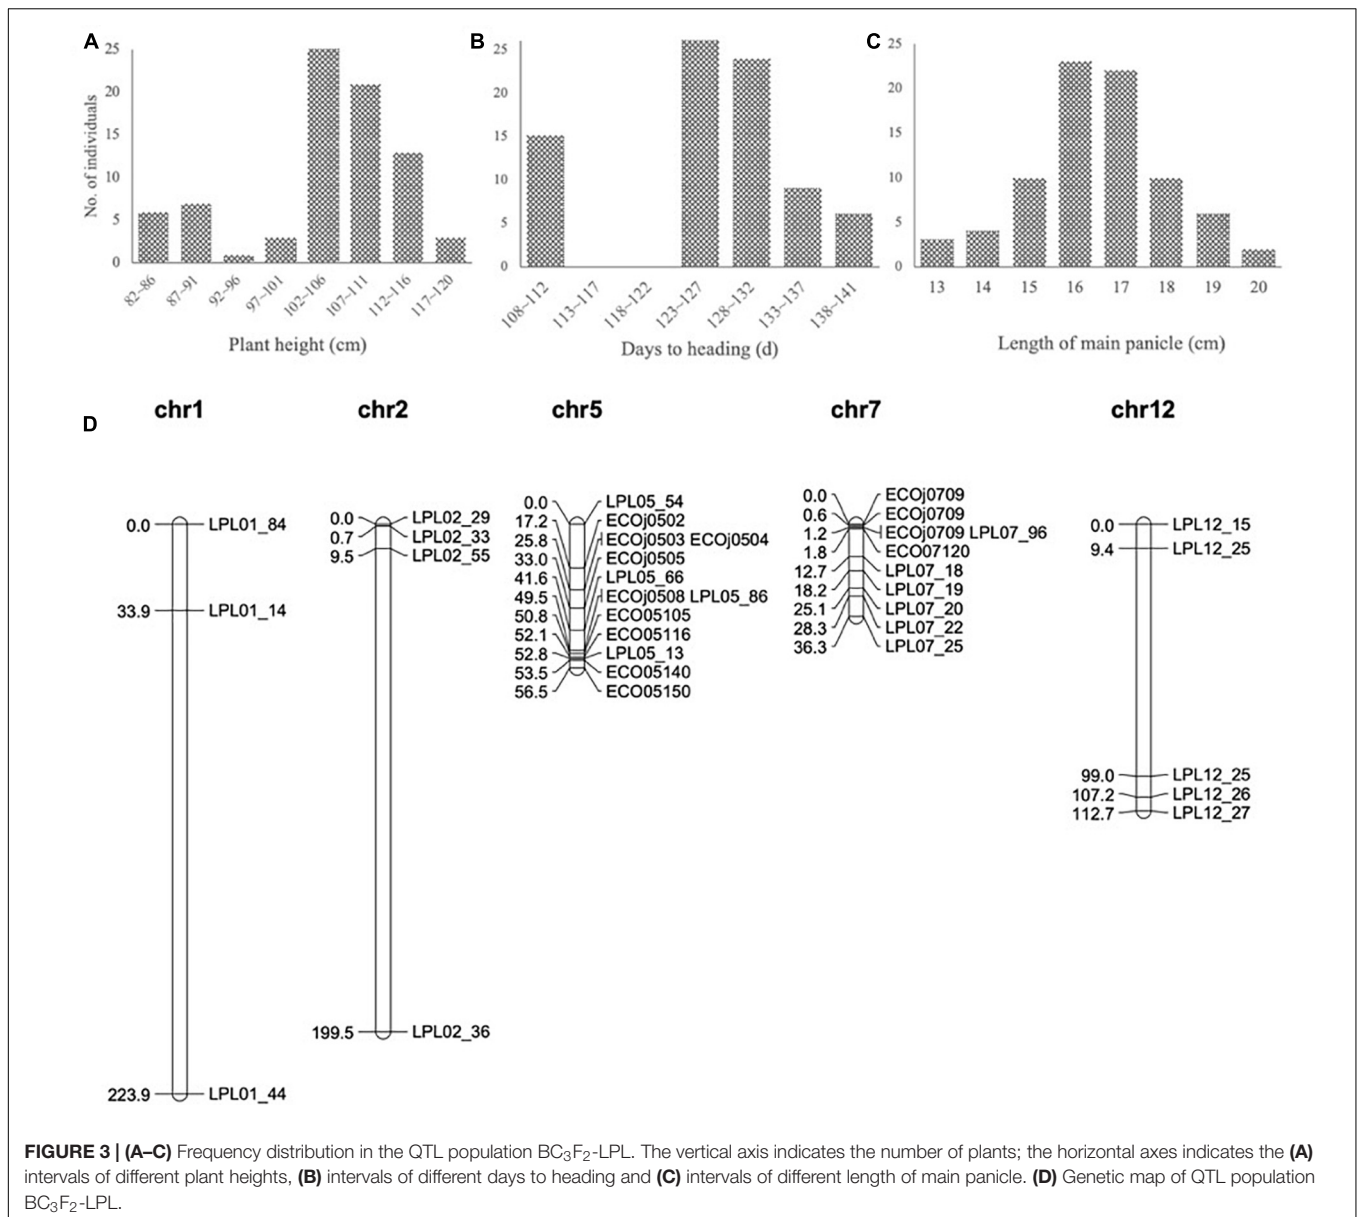 A
B
C
No. of individuals
25
20
15
10
5
0
82~86
87~91
92~96
97~101
102~106
107~111
112~116
117~120
Plant height (cm)
25
20
15
10
5
0
108~112
113~117
118~122
123~127
128~132
133~137
138~141
Days to heading (d)
25
20
15
10
5
0
13 14 15 16 17 18 19 20
Length of main panicle (cm)
D
chr1
0.0 LPL01_84
33.9 LPL01_14
223.9 LPL01_44
chr2
0.0 LPL02_29
0.7 LPL02_33
9.5 LPL02_55
199.5 LPL02_36
chr5
0.0 LPL05_54
17.2 ECOj0502
25.8 ECOj0503 ECOj0504
33.0 ECOj0505
41.6 LPL05_66
49.5 ECOj0508 LPL05_86
50.8 ECO05105
52.1 ECO05116
52.8 LPL05_13
53.5 ECO05140
56.5 ECO05150
chr7
0.0 ECOj0709
0.6 ECOj0709
1.2 ECOj0709 LPL07_96
1.8 ECO07120
12.7 LPL07_18
18.2 LPL07_19
25.1 LPL07_20
28.3 LPL07_22
36.3 LPL07_25
chr12
0.0 LPL12_15
9.4 LPL12_25
99.0 LPL12_25
107.2 LPL12_26
112.7 LPL12_27
FIGURE 3 | (A–C) Frequency distribution in the QTL population BC₃F₂-LPL. The vertical axis indicates the number of plants; the horizontal axes indicates the (A)
intervals of different plant heights, (B) intervals of different days to heading and (C) intervals of different length of main panicle. (D) Genetic map of QTL population
BC₃F₂-LPL.